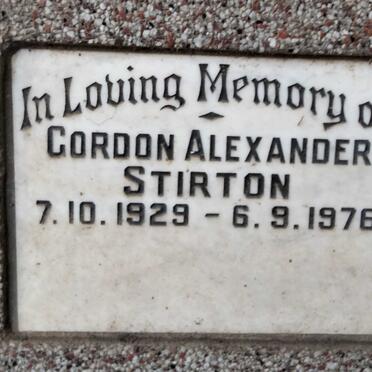 In Loving Memory o
GORDON ALEXANDER
STIRTON
7.10.1929 - 6.9.1976